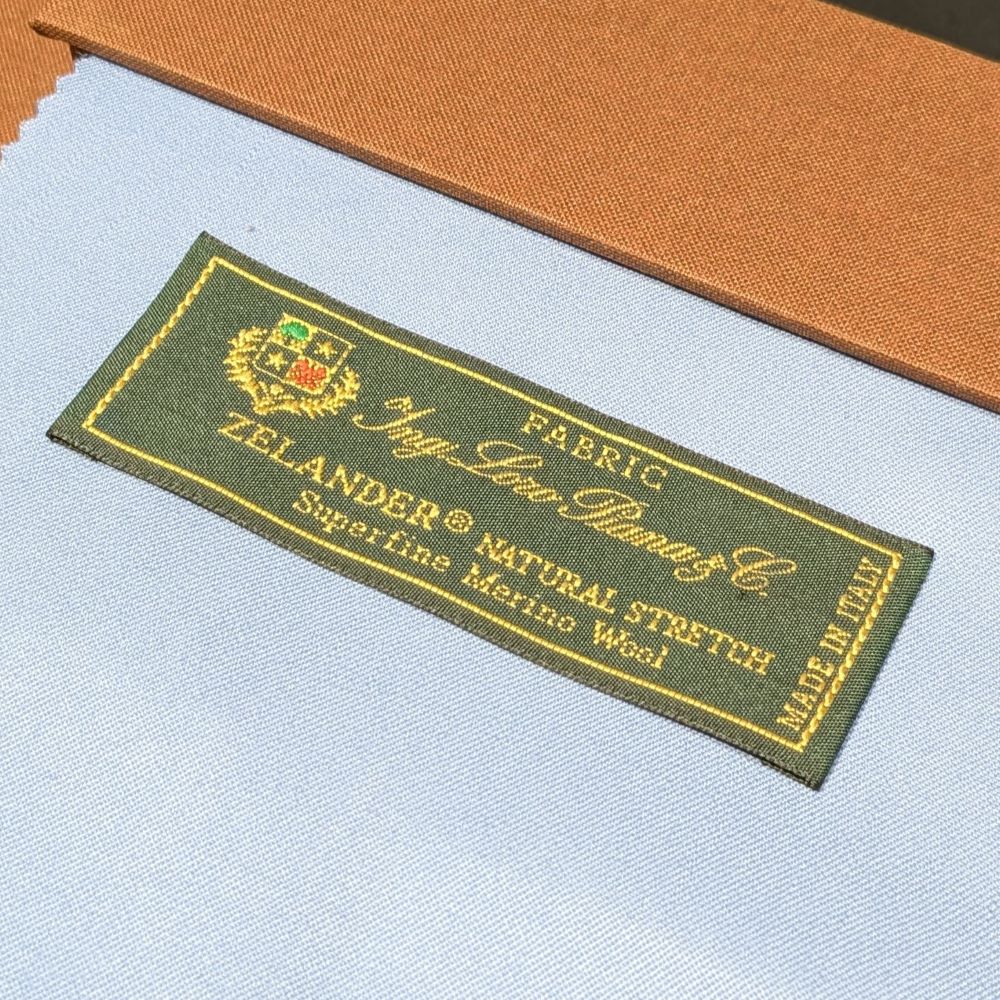 FABRIC
Ing. Loro Piana & C.
ZELANDER® NATURAL STRETCH
Superfine Merino Wool
MADE IN ITALY